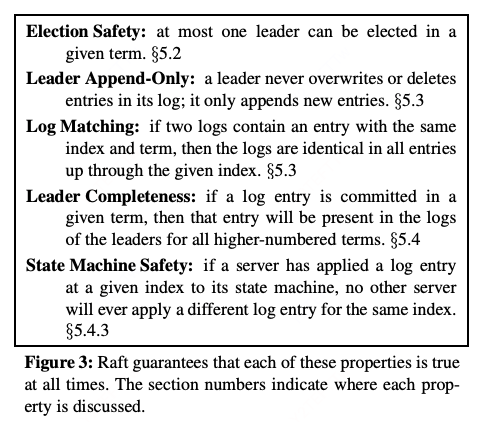 Election Safety: at most one leader can be elected in a
given term. §5.2
Leader Append-Only: a leader never overwrites or deletes
entries in its log; it only appends new entries. §5.3
Log Matching: if two logs contain an entry with the same
index and term, then the logs are identical in all entries
up through the given index. §5.3
Leader Completeness: if a log entry is committed in a
given term, then that entry will be present in the logs
of the leaders for all higher-numbered terms. §5.4
State Machine Safety: if a server has applied a log entry
at a given index to its state machine, no other server
will ever apply a different log entry for the same index.
§5.4.3
Figure 3: Raft guarantees that each of these properties is true
at all times. The section numbers indicate where each prop-
erty is discussed.